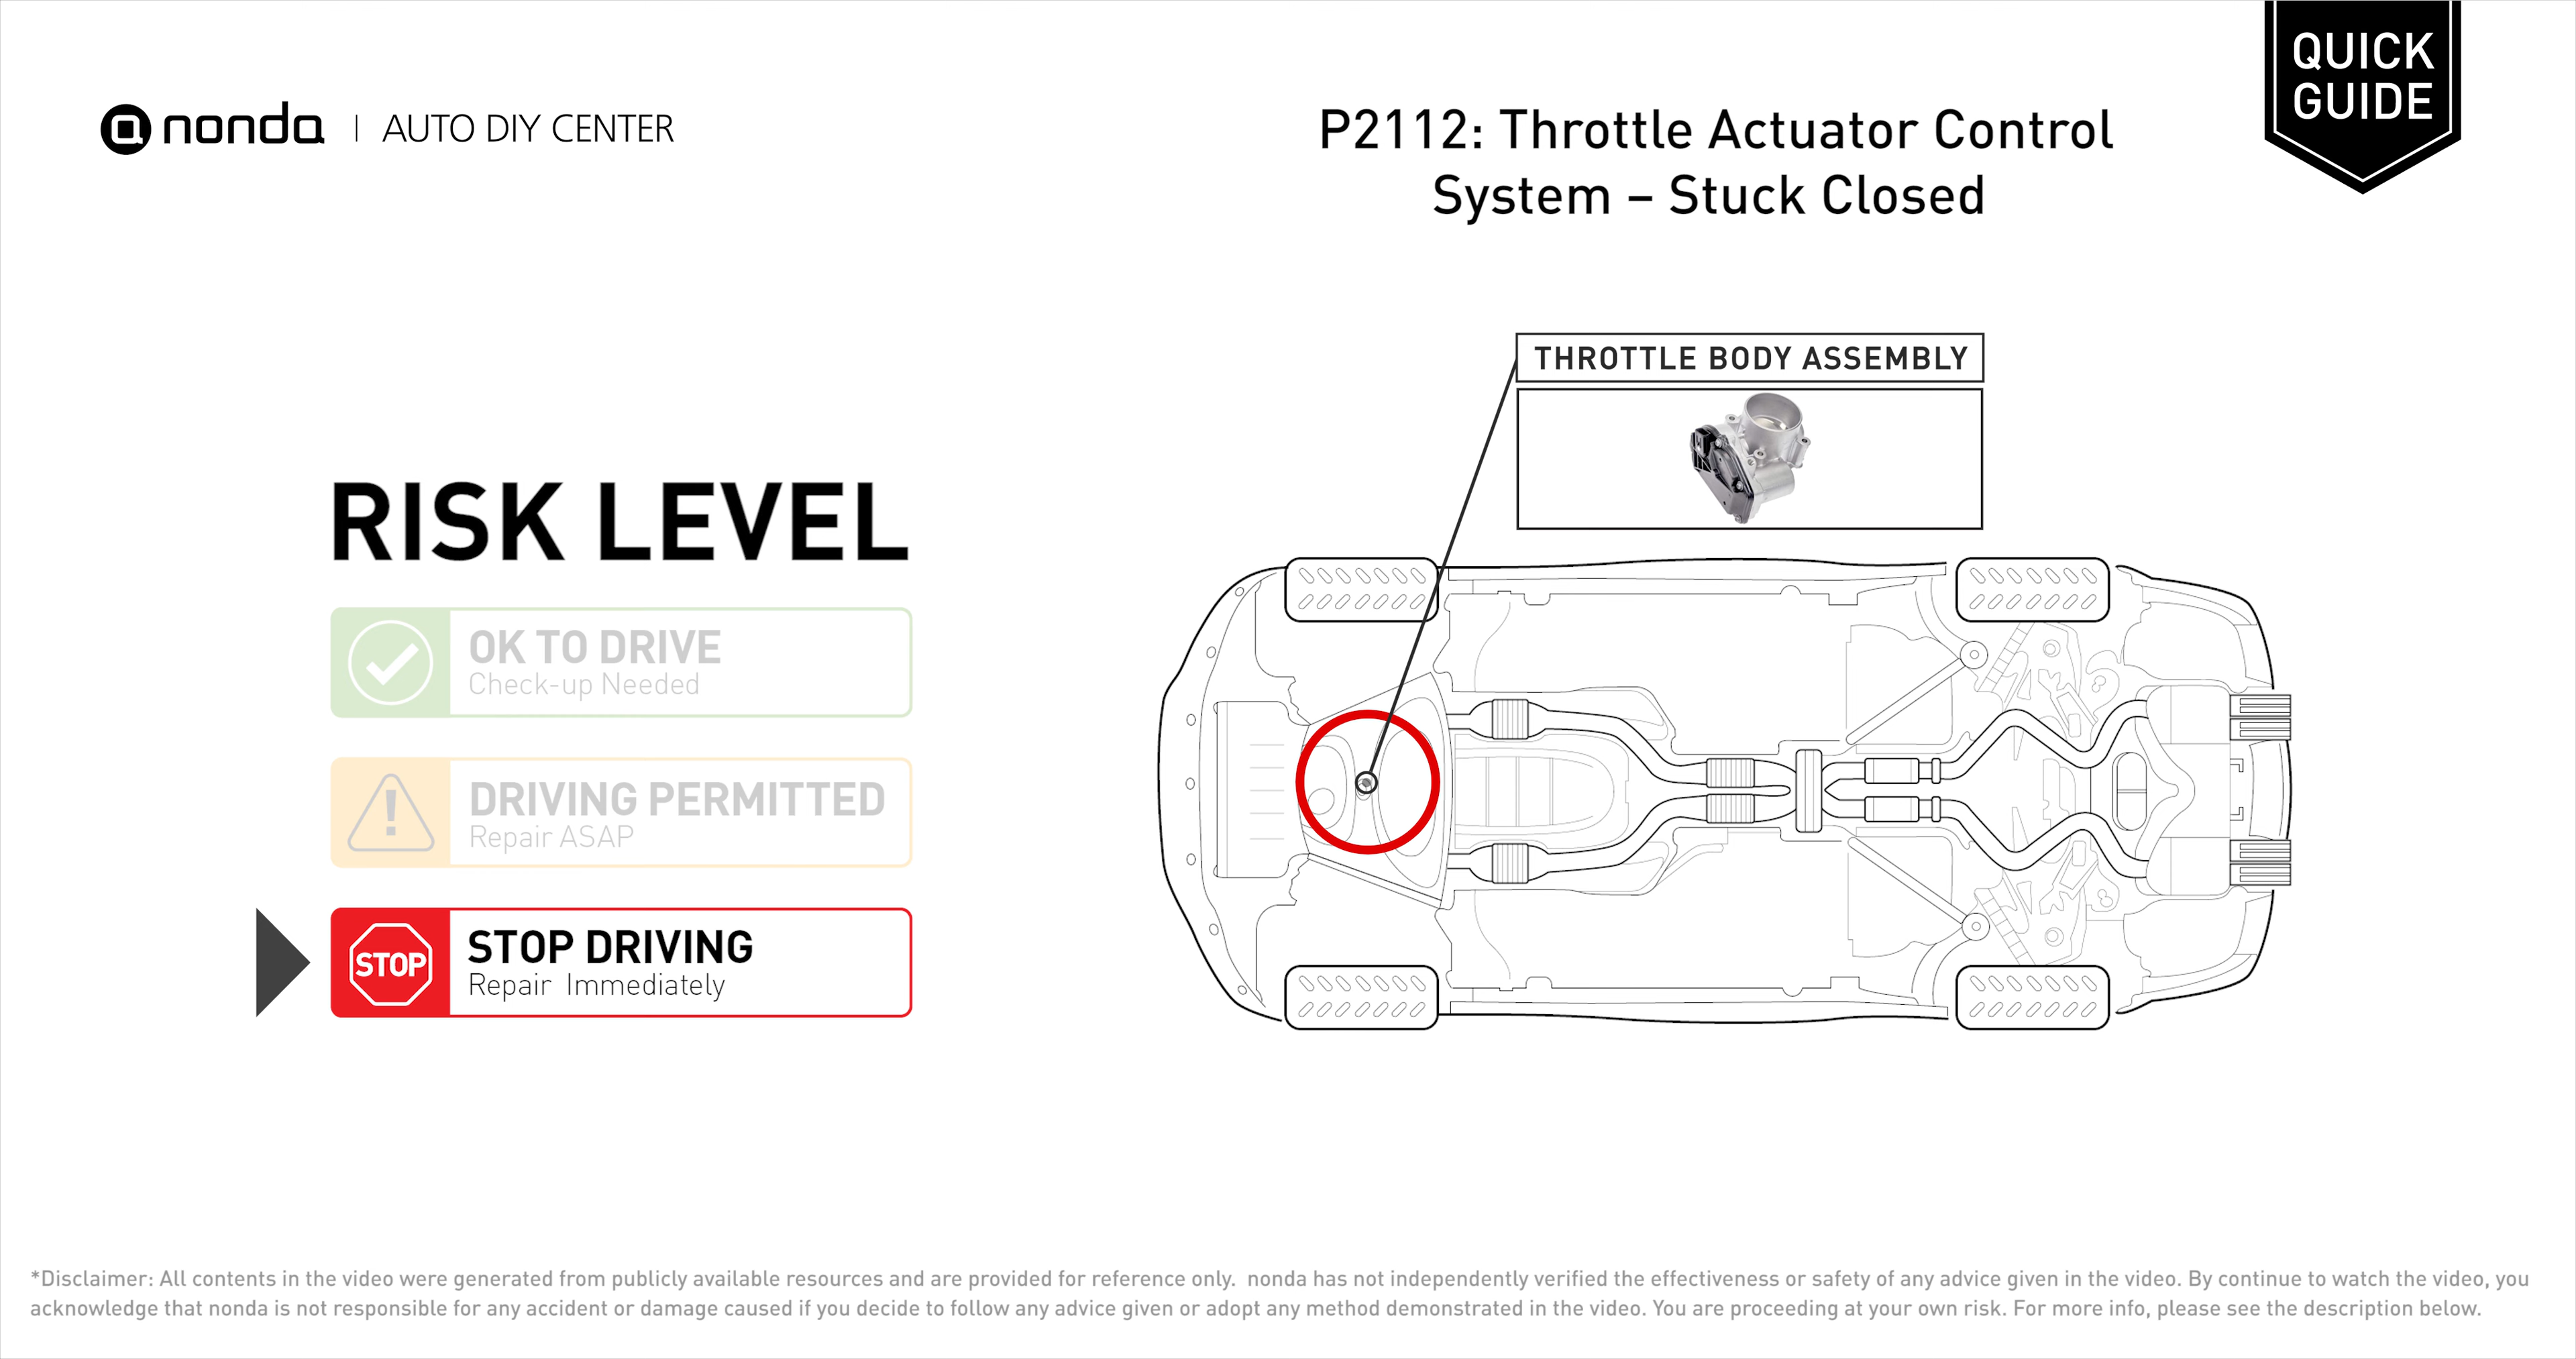 nonda | AUTO DIY CENTER
P2112: Throttle Actuator Control
System – Stuck Closed
QUICK
GUIDE
THROTTLE BODY ASSEMBLY
RISK LEVEL
OK TO DRIVE
Check-up Needed
DRIVING PERMITTED
Repair ASAP
STOP
STOP DRIVING
Repair Immediately
*Disclaimer: All contents in the video were generated from publicly available resources and are provided for reference only. nonda has not independently verified the effectiveness or safety of any advice given in the video. By continue to watch the video, you
acknowledge that nonda is not responsible for any accident or damage caused if you decide to follow any advice given or adopt any method demonstrated in the video. You are proceeding at your own risk. For more info, please see the description below.